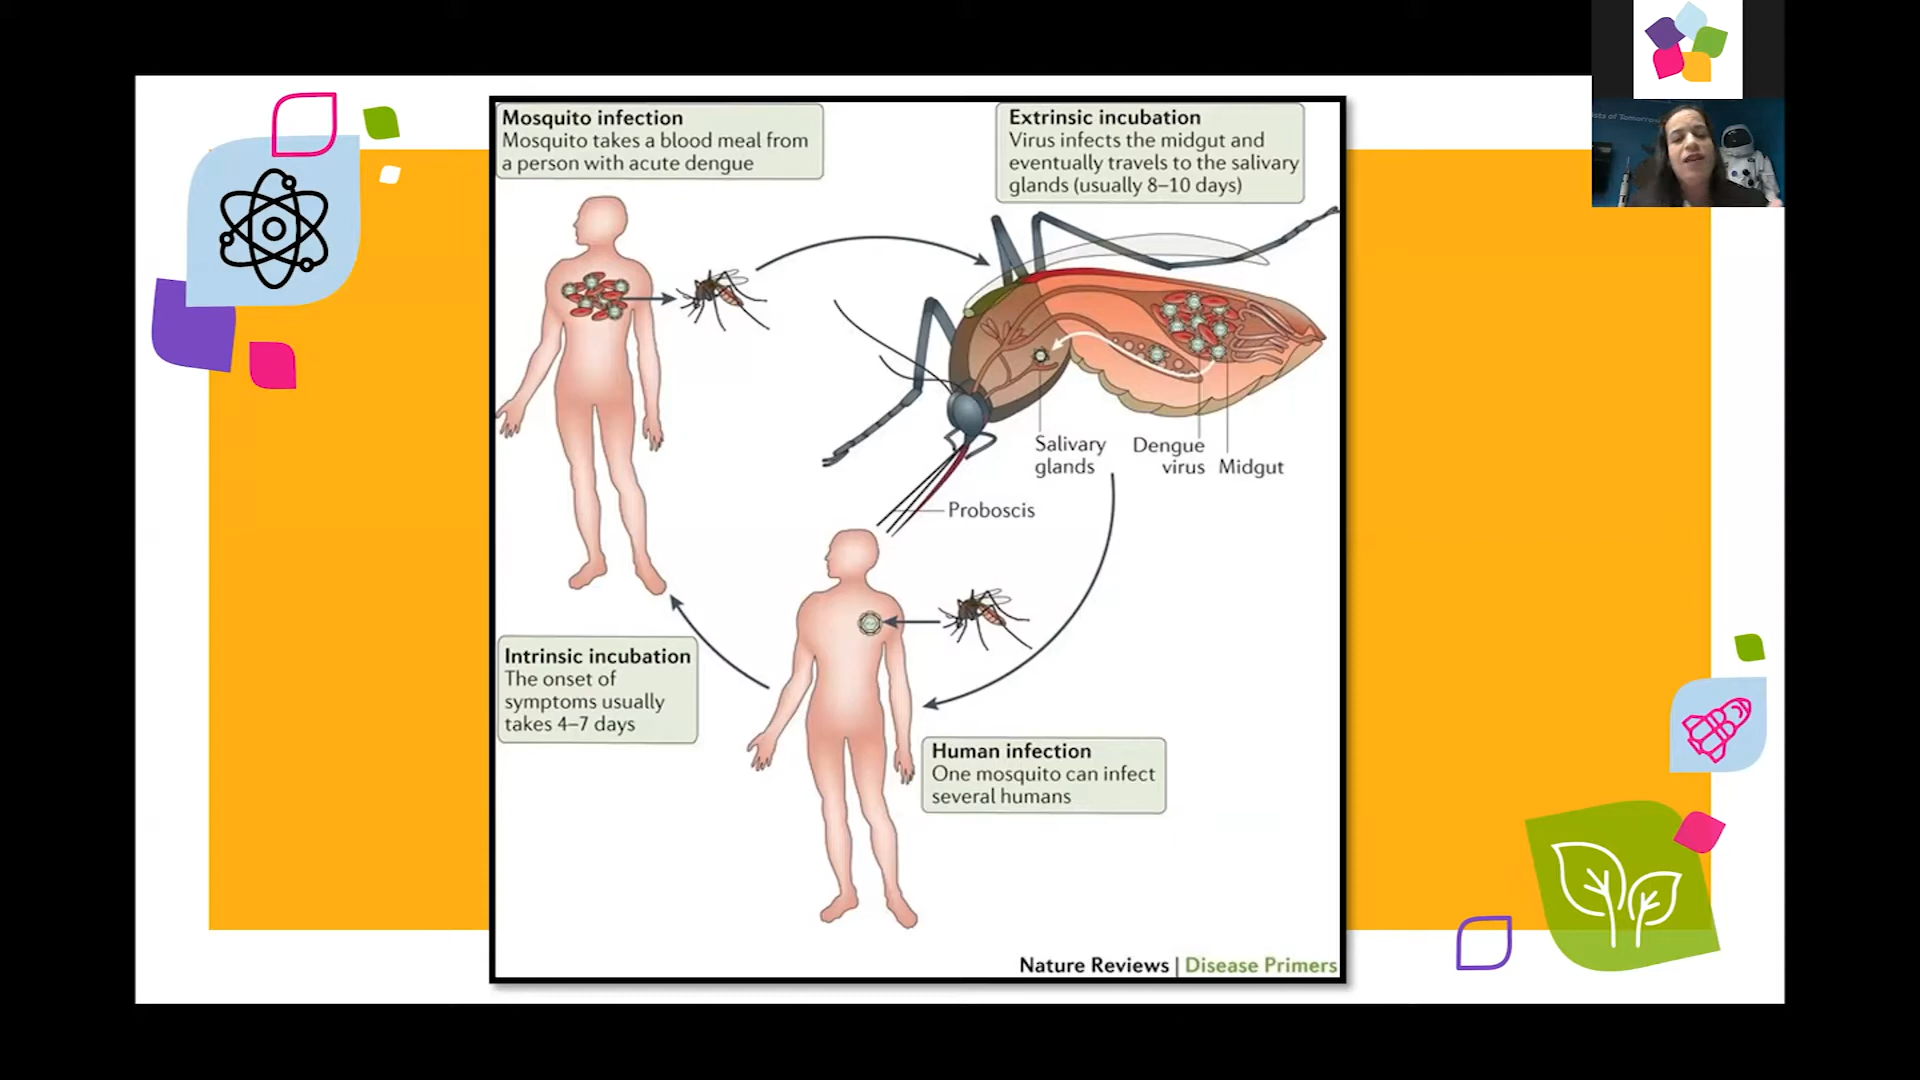 Mosquito infection
Mosquito takes a blood meal from
a person with acute dengue
Extrinsic incubation
Virus infects the midgut and
eventually travels to the salivary
glands (usually 8–10 days)
Salivary
glands
Dengue
virus
Midgut
Proboscis
Intrinsic incubation
The onset of
symptoms usually
takes 4–7 days
Human infection
One mosquito can infect
several humans
Nature Reviews | Disease Primers
of Tomorrow